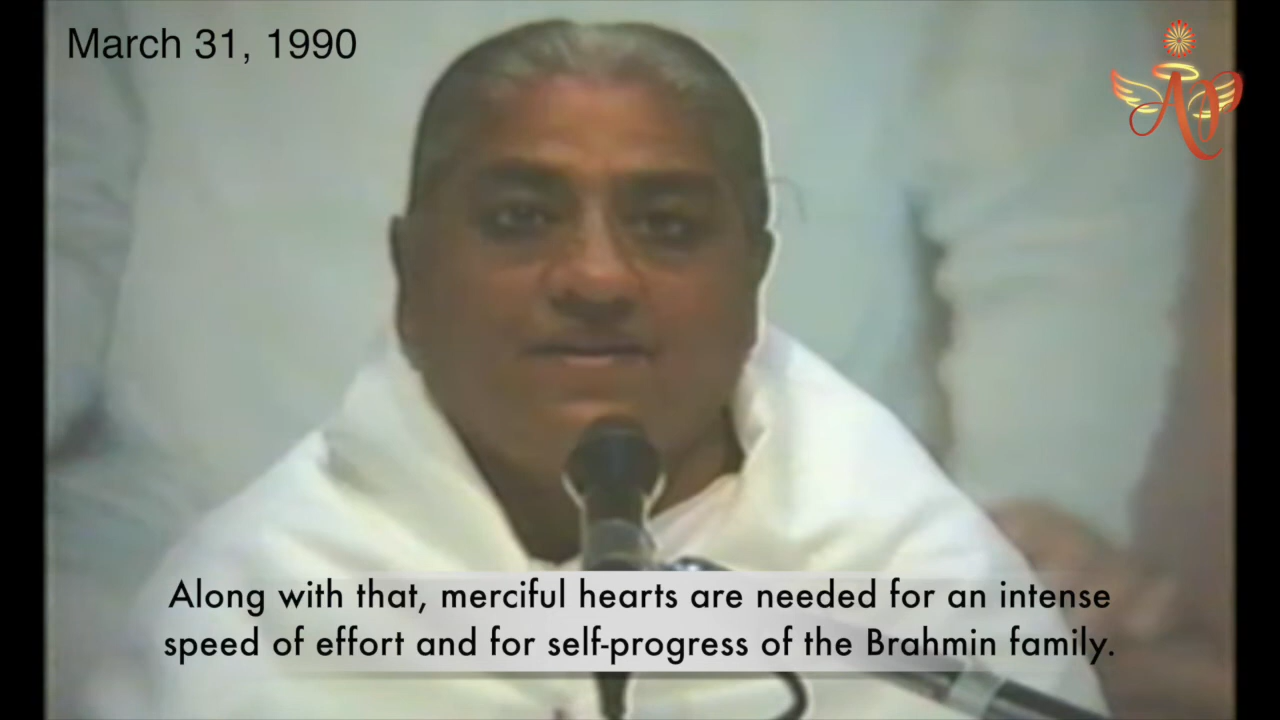 March 31, 1990
Along with that, merciful hearts are needed for an intense
speed of effort and for self-progress of the Brahmin family.